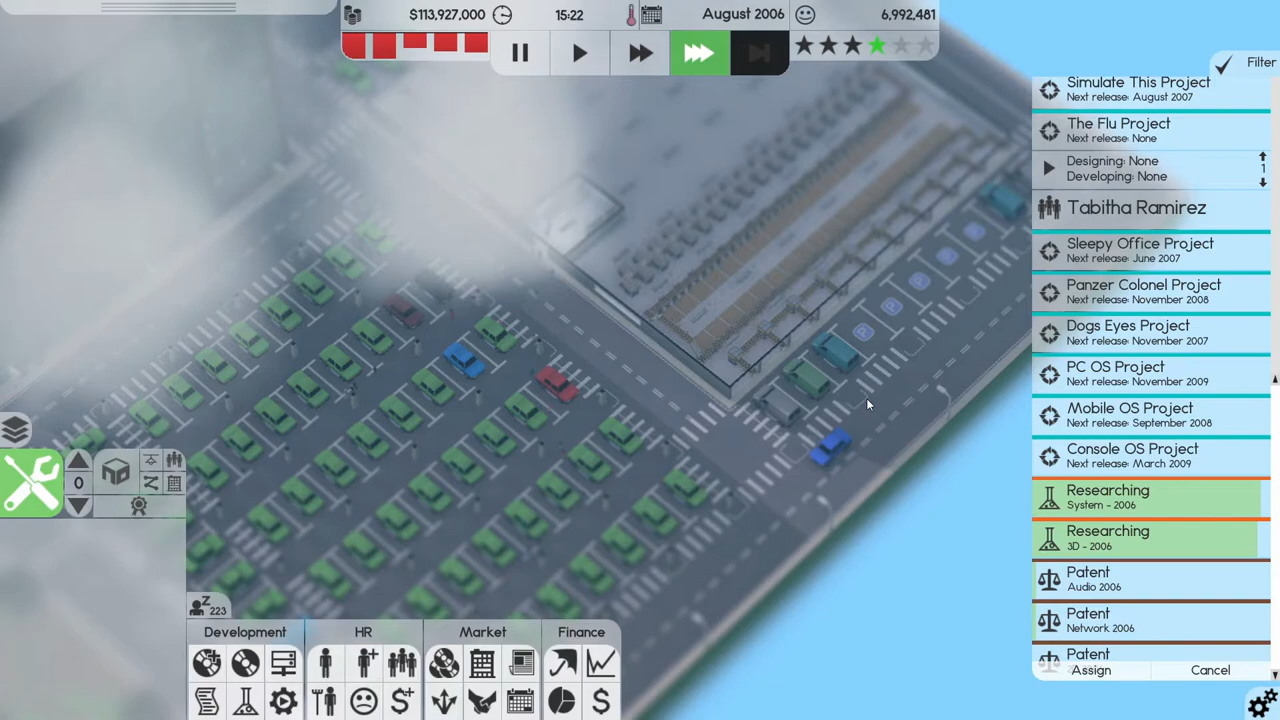 $113,927,000
15:22
August 2006
6,992,481
Filter
Simulate This Project
Next release: August 2007
The Flu Project
Next release: None
Designing: None
Developing: None
1
Tabitha Ramirez
Sleepy Office Project
Next release: June 2007
Panzer Colonel Project
Next release: November 2008
Dogs Eyes Project
Next release: November 2007
PC OS Project
Next release: November 2009
Mobile OS Project
Next release: September 2008
Console OS Project
Next release: March 2009
Researching
System - 2006
Researching
3D - 2006
Patent
Audio 2006
Patent
Network 2006
Patent
Assign
Cancel
0
Z
223
Development
HR
Market
Finance